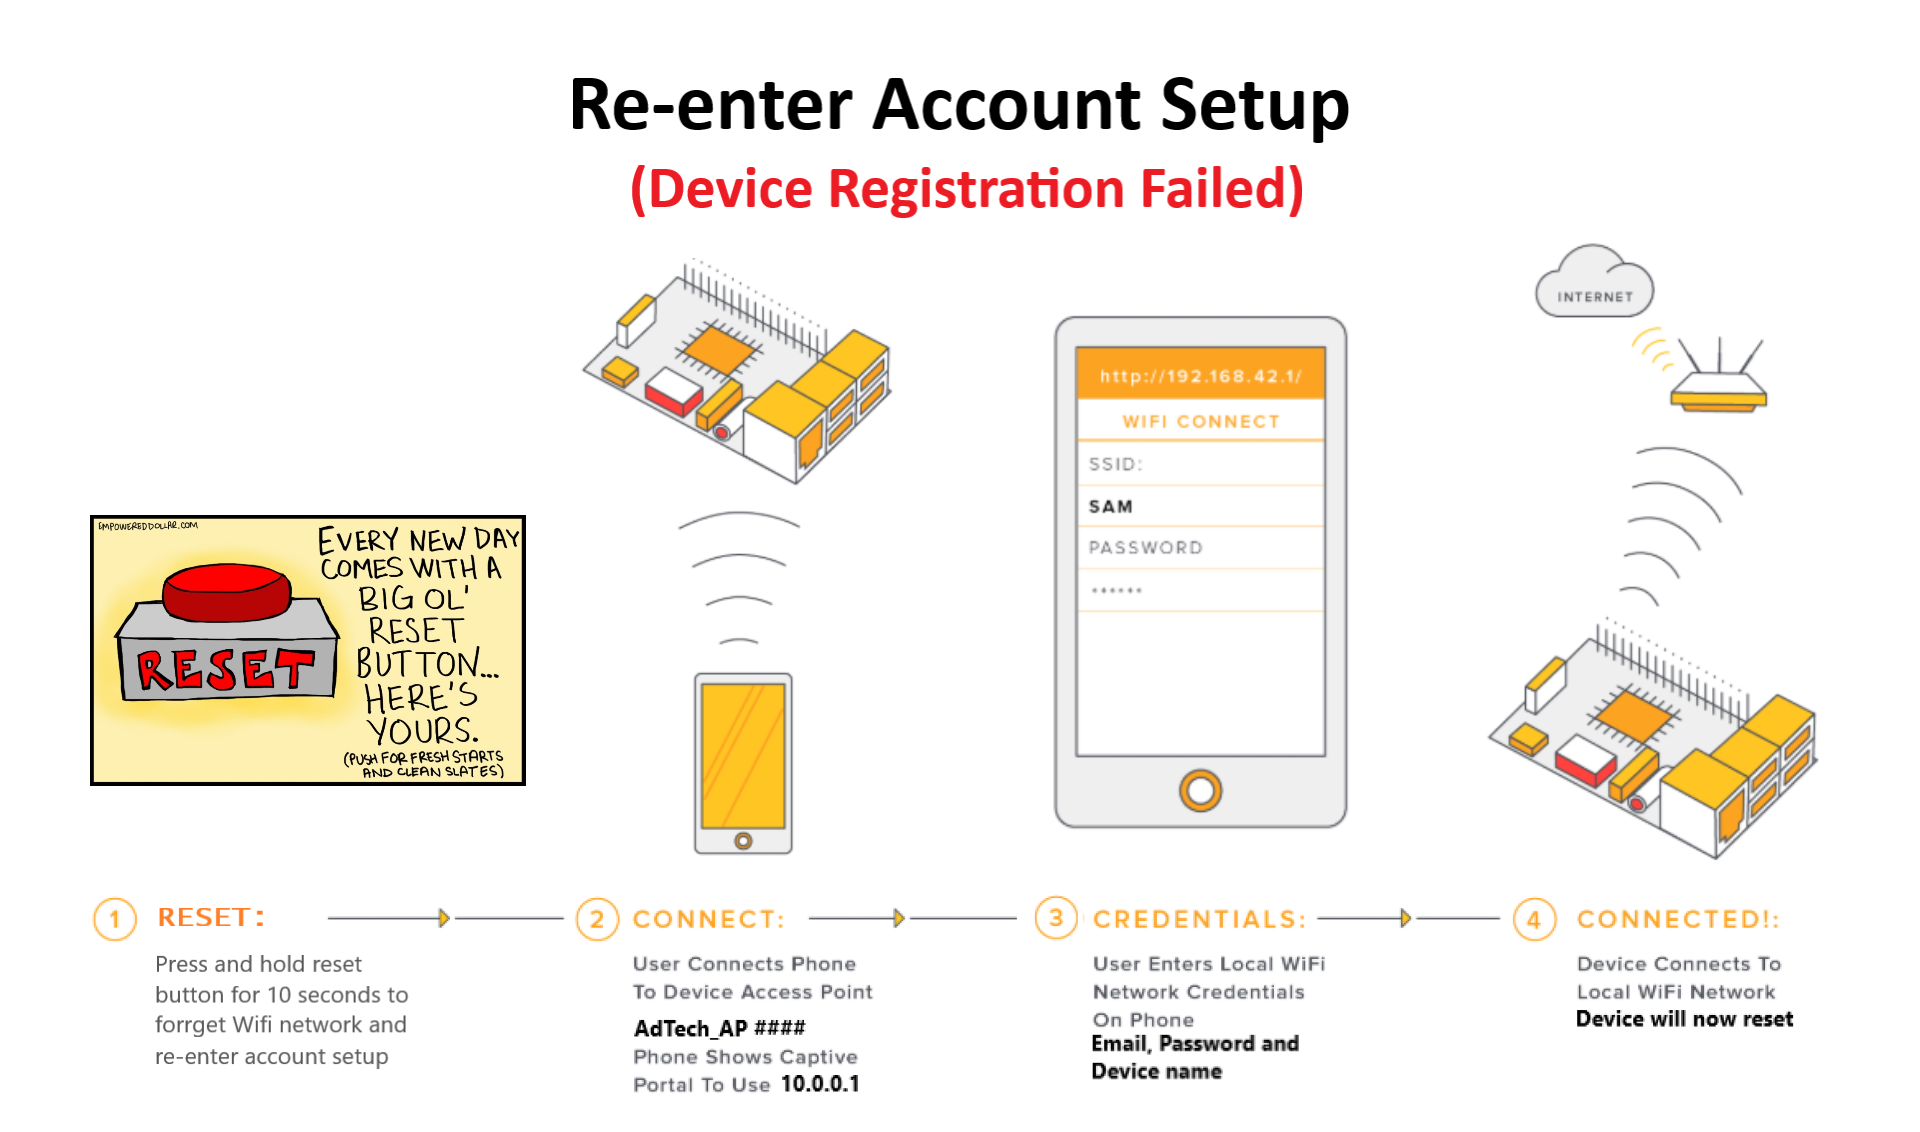 Re-enter Account Setup
(Device Registration Failed)
EMPOWEREDDOLLAR.COM
EVERY NEW DAY
COMES WITH A
BIG OL'
RESET
BUTTON...
HERE'S
YOURS.
(PUSH FOR FRESH STARTS
AND CLEAN SLATES)
RESET
http://192.168.42.1/
WIFI CONNECT
SSID:
SAM
PASSWORD
******
INTERNET
1 RESET:
Press and hold reset
button for 10 seconds to
forrget Wifi network and
re-enter account setup
2 CONNECT:
User Connects Phone
To Device Access Point
AdTech_AP ####
Phone Shows Captive
Portal To Use 10.0.0.1
3 CREDENTIALS:
User Enters Local WiFi
Network Credentials
On Phone
Email, Password and
Device name
4 CONNECTED!:
Device Connects To
Local WiFi Network
Device will now reset